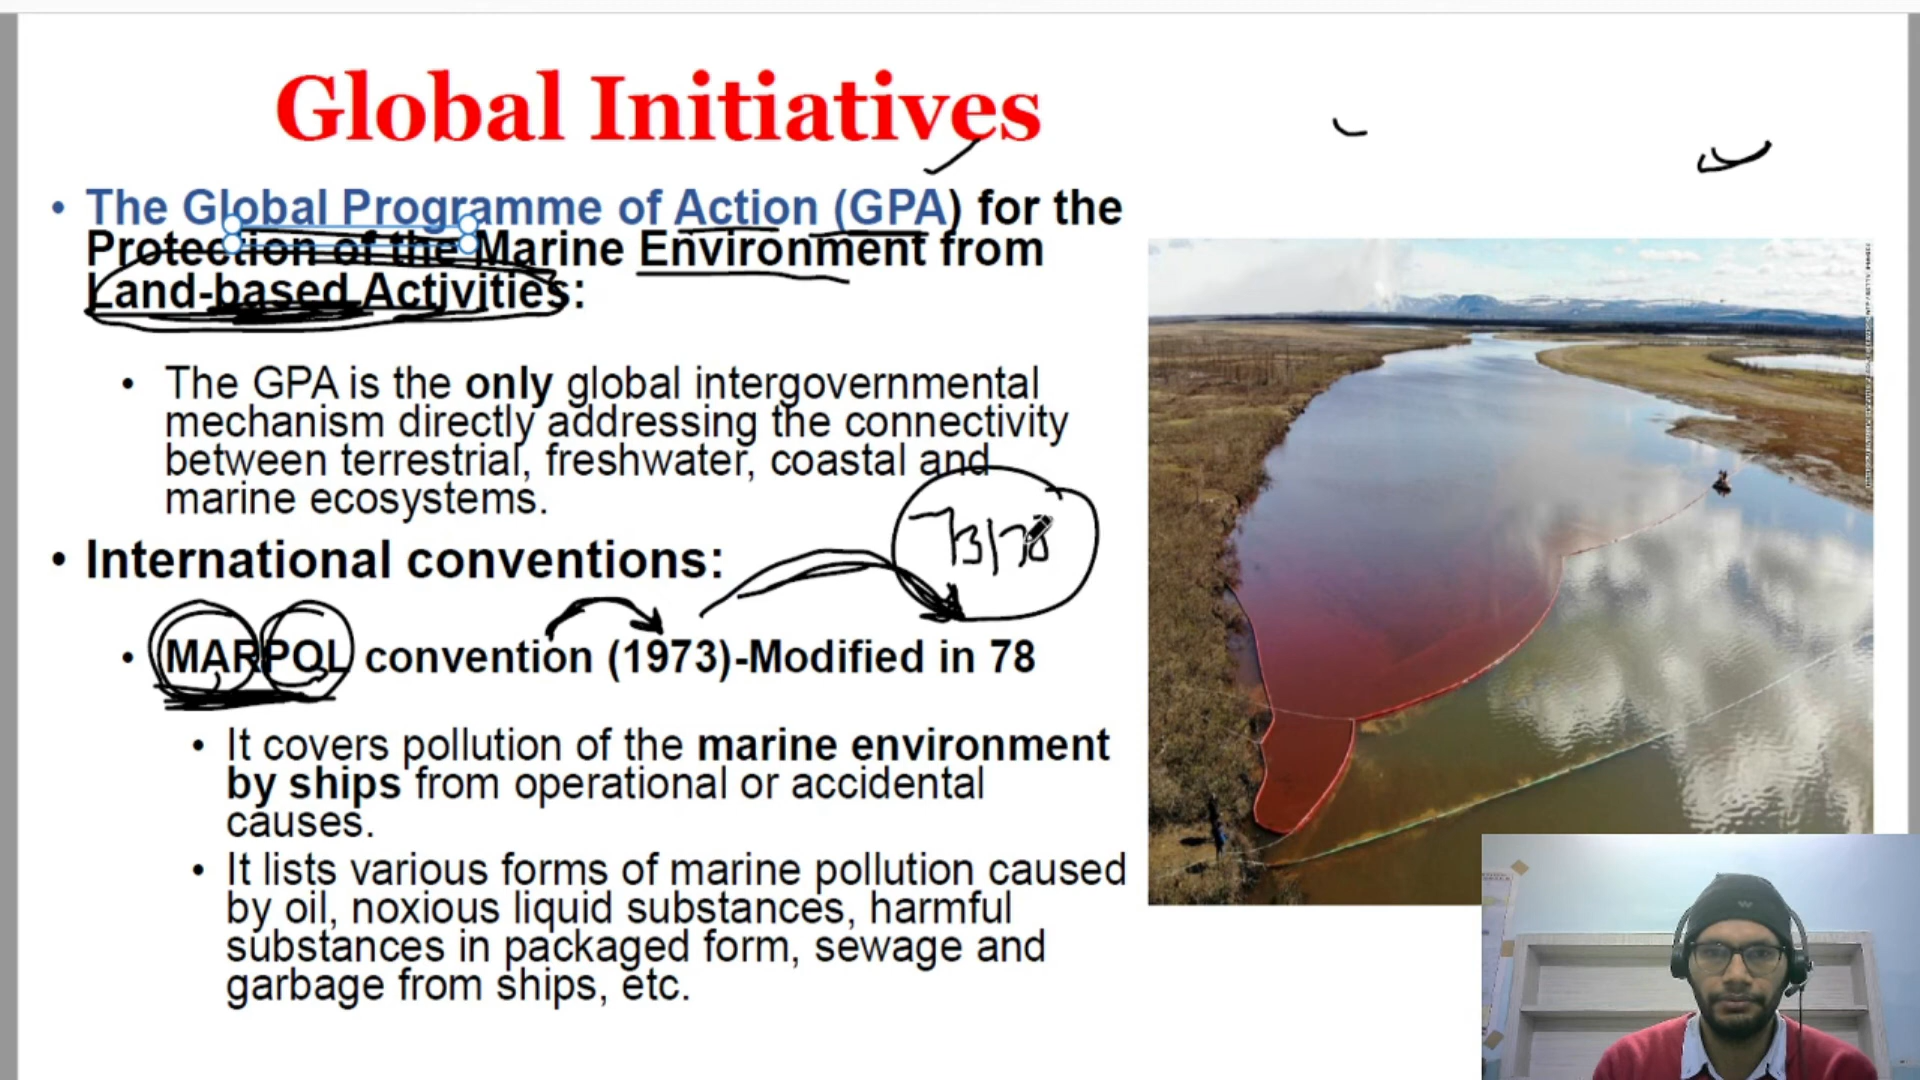 Global Initiatives
• The Global Programme of Action (GPA) for the
Protection of the Marine Environment from
Land-based Activities:
• The GPA is the only global intergovernmental
mechanism directly addressing the connectivity
between terrestrial, freshwater, coastal and
marine ecosystems.
73/78
• International conventions:
• MARPOL convention (1973)-Modified in 78
• It covers pollution of the marine environment
by ships from operational or accidental
causes.
• It lists various forms of marine pollution caused
by oil, noxious liquid substances, harmful
substances in packaged form, sewage and
garbage from ships, etc.